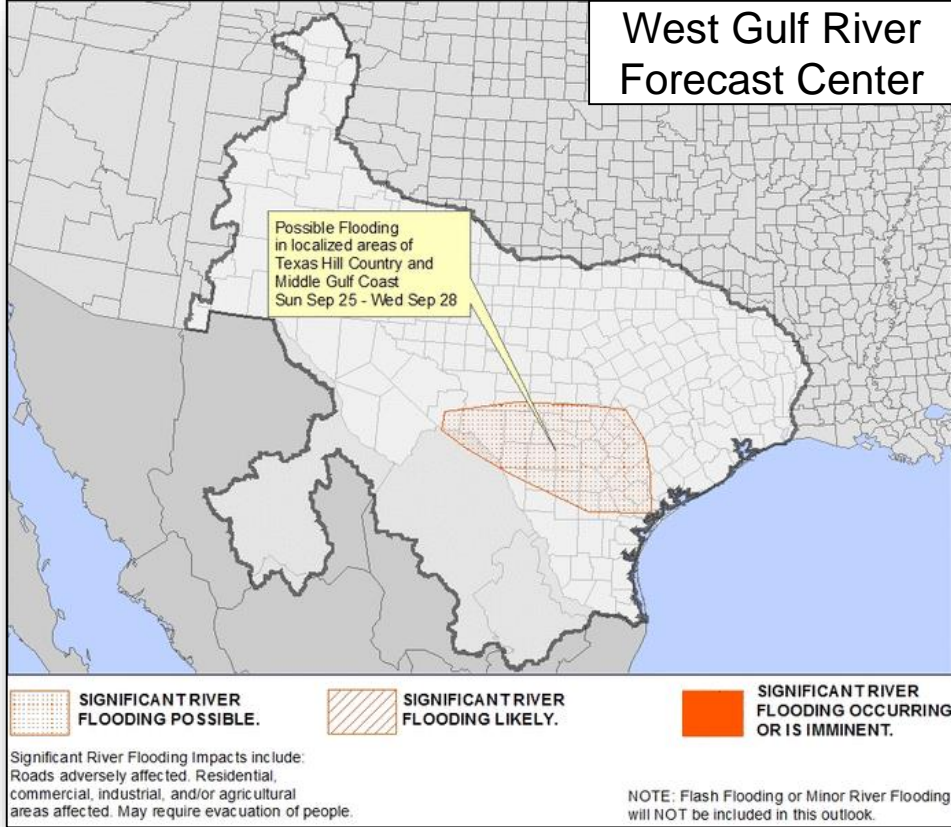 West Gulf River
Forecast Center
Possible Flooding
in localized areas of
Texas Hill Country and
Middle Gulf Coast
Sun Sep 25 - Wed Sep 28
SIGNIFICANT RIVER
FLOODING POSSIBLE.
SIGNIFICANT RIVER
FLOODING LIKELY.
SIGNIFICANT RIVER
FLOODING OCCURRING
OR IS IMMINENT.
Significant River Flooding Impacts include:
Roads adversely affected. Residential,
commercial, industrial, and/or agricultural
areas affected. May require evacuation of people.
NOTE: Flash Flooding or Minor River Flooding
will NOT be included in this outlook.